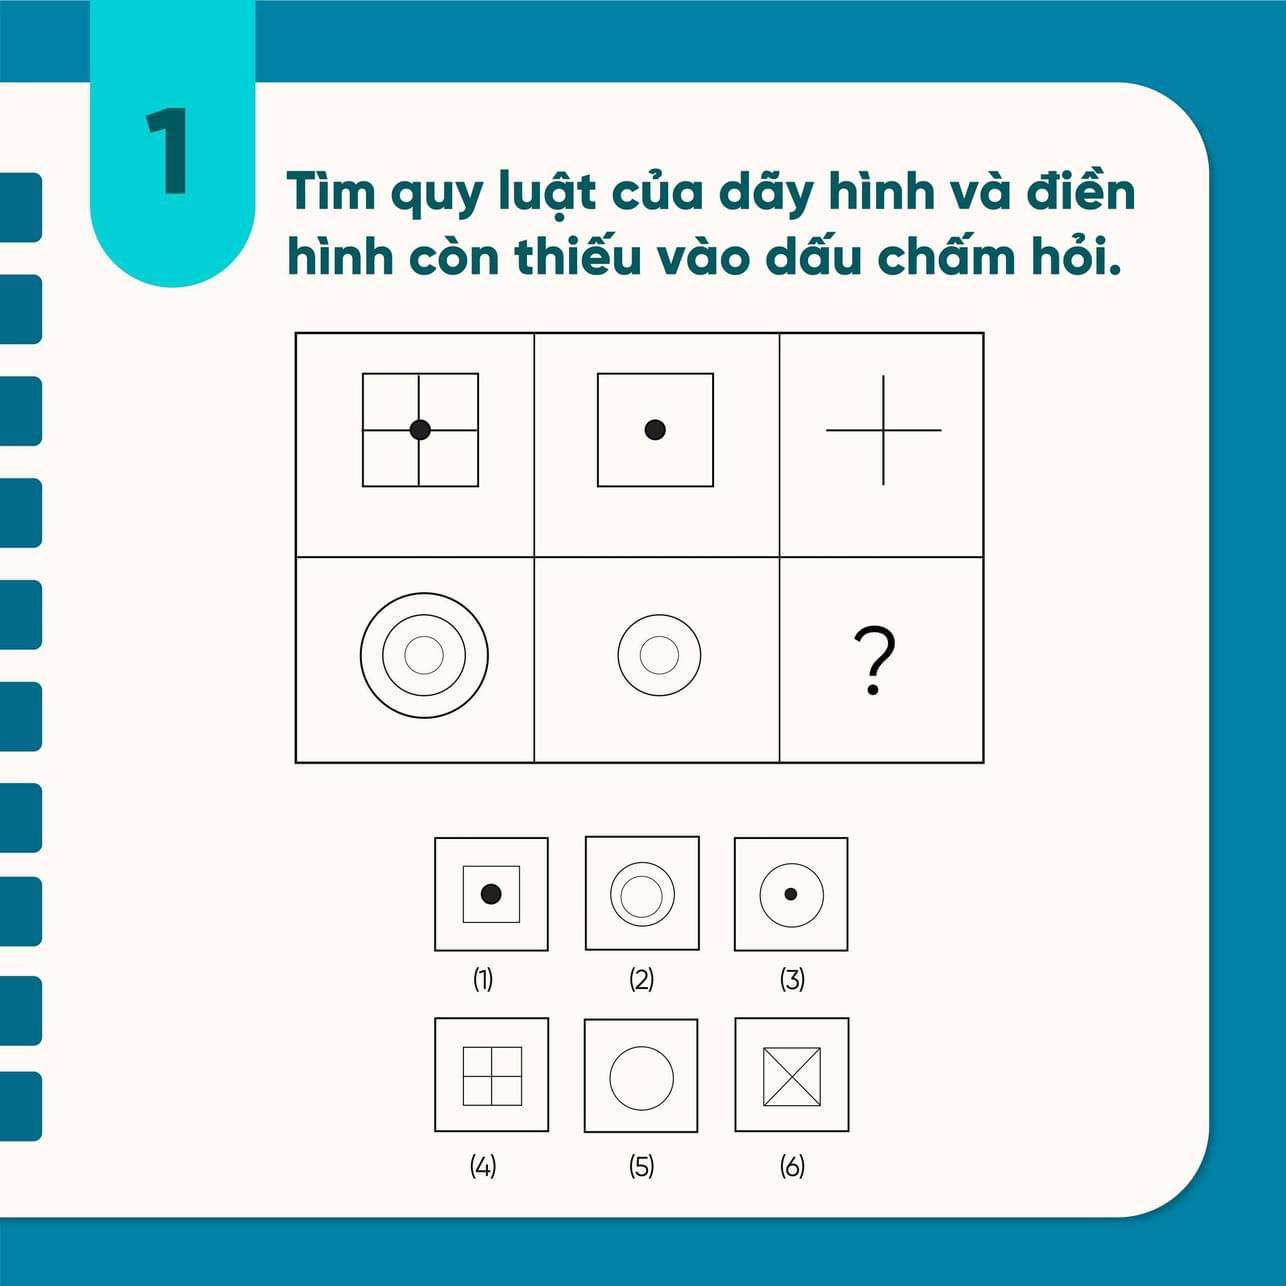 1
Tìm quy luật của dãy hình và điền
hình còn thiếu vào dấu chấm hỏi.
?
(1) (2) (3)
(4) (5) (6)